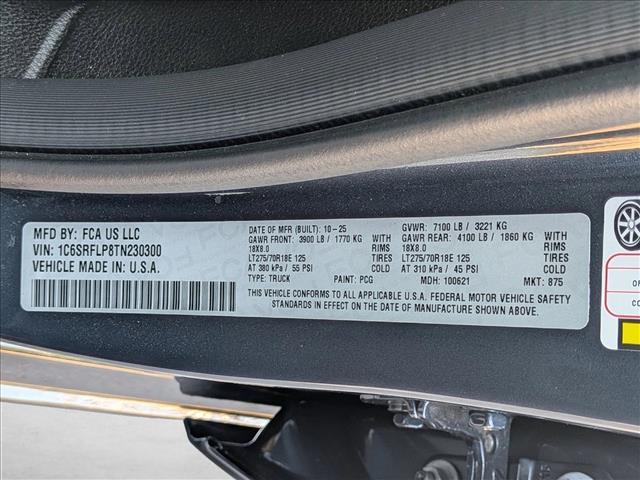 MFD BY: FCA US LLC
VIN: 1C6SRFLP8TN230300
VEHICLE MADE IN U.S.A.
DATE OF MFR (BUILT): 10-25 GVWR: 7100 LB / 3221 KG
GAWR FRONT: 3900 LB / 1770 KG WITH GAWR REAR: 4100 LB / 1860 KG WITH
18X8.0 RIMS 18X8.0 RIMS
LT275/70R18E 125 TIRES LT275/70R18E 125 TIRES
AT 380 kPa / 55 PSI COLD AT 310 kPa / 45 PSI COLD
TYPE: TRUCK PAINT: PCG MDH: 100621 MKT: 875
THIS VEHICLE CONFORMS TO ALL APPLICABLE U.S.A. FEDERAL MOTOR VEHICLE SAFETY
STANDARDS IN EFFECT ON THE DATE OF MANUFACTURE SHOWN ABOVE.